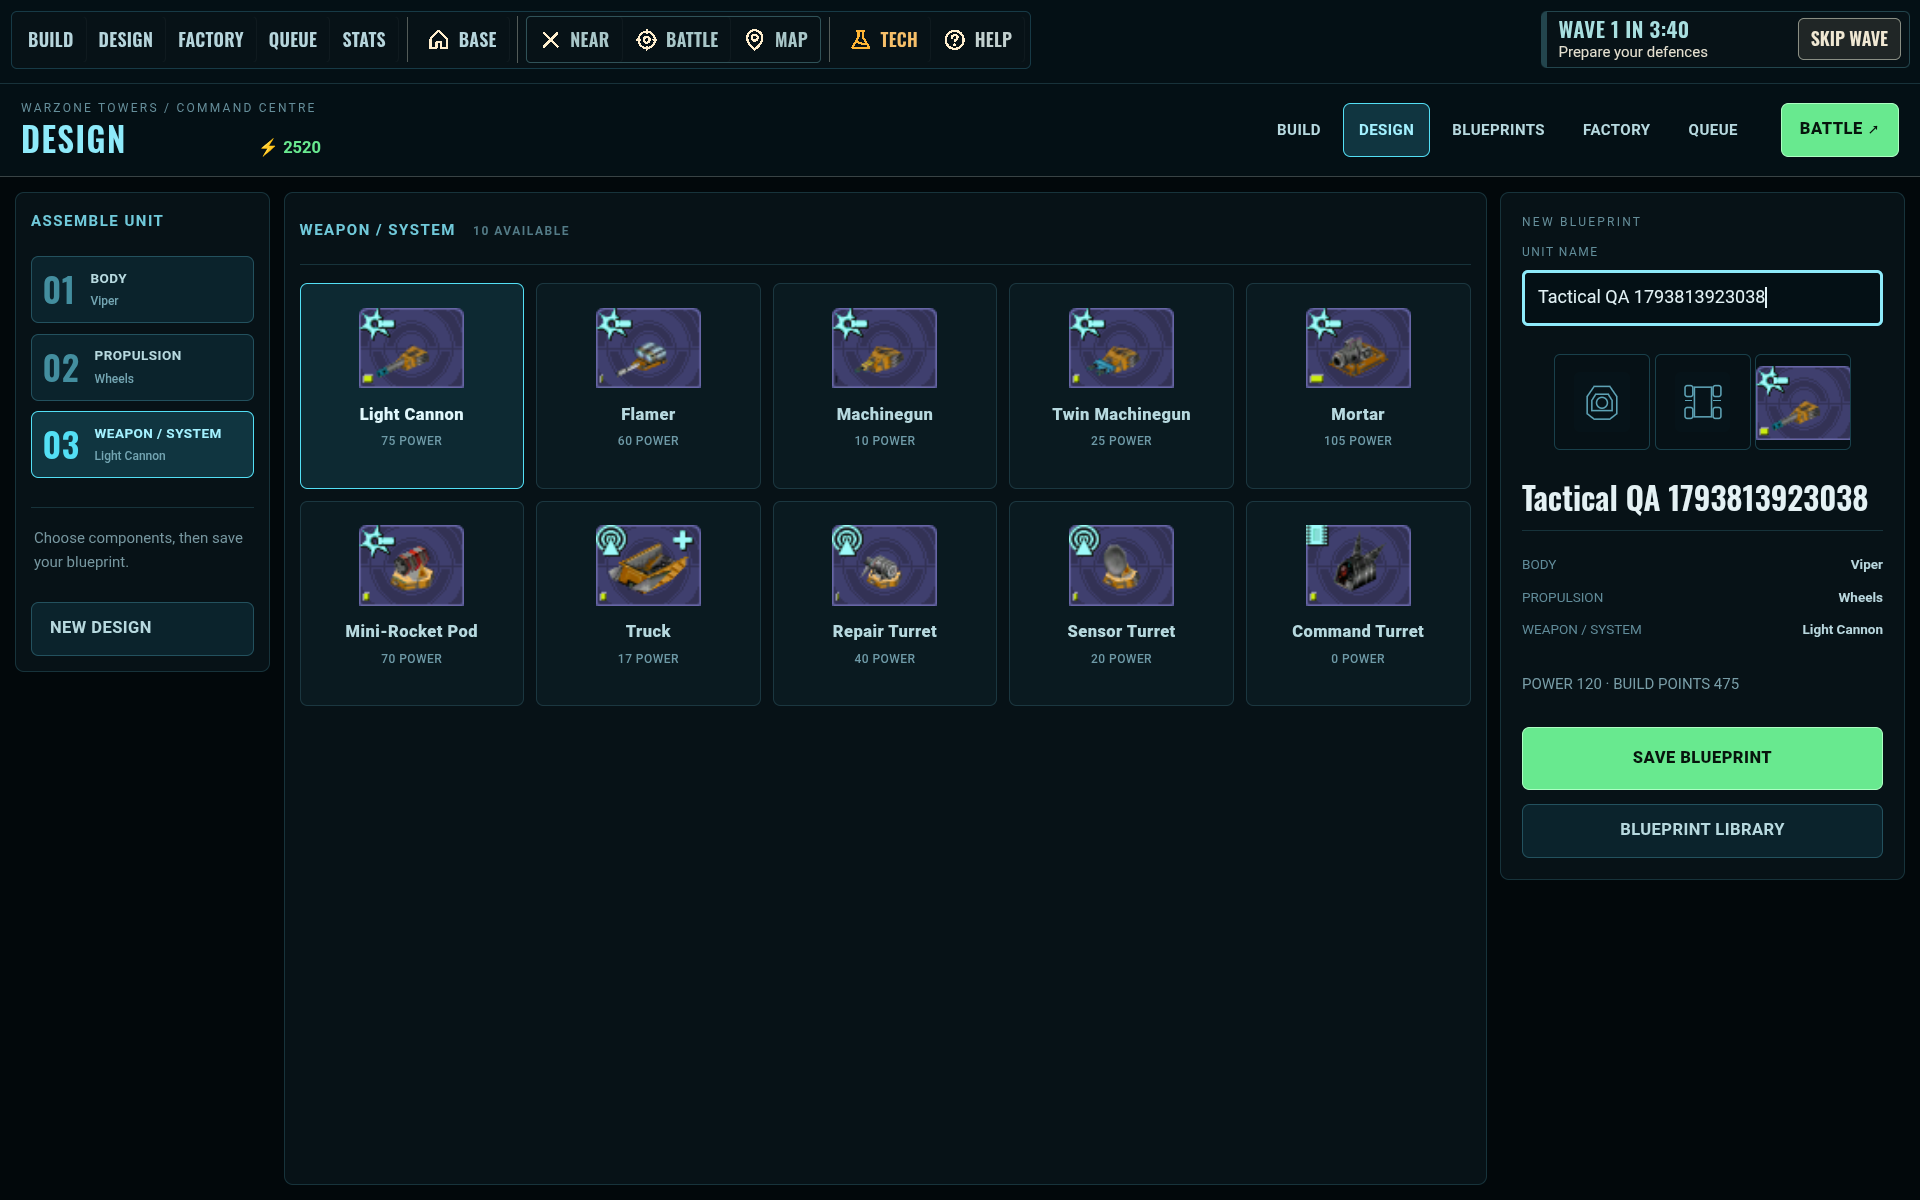 BUILD DESIGN FACTORY QUEUE STATS BASE NEAR BATTLE MAP TECH HELP
WAVE 1 IN 3:40
Prepare your defences
SKIP WAVE
WARZONE TOWERS / COMMAND CENTRE
DESIGN
⚡ 2520
BUILD DESIGN BLUEPRINTS FACTORY QUEUE BATTLE ↗
ASSEMBLE UNIT
01 BODY
Viper
02 PROPULSION
Wheels
03 WEAPON / SYSTEM
Light Cannon
Choose components, then save
your blueprint.
NEW DESIGN
WEAPON / SYSTEM 10 AVAILABLE
Light Cannon
75 POWER
Flamer
60 POWER
Machinegun
10 POWER
Twin Machinegun
25 POWER
Mortar
105 POWER
Mini-Rocket Pod
70 POWER
Truck
17 POWER
Repair Turret
40 POWER
Sensor Turret
20 POWER
Command Turret
0 POWER
NEW BLUEPRINT
UNIT NAME
Tactical QA 1793813923038
Tactical QA 1793813923038
BODY Viper
PROPULSION Wheels
WEAPON / SYSTEM Light Cannon
POWER 120 · BUILD POINTS 475
SAVE BLUEPRINT
BLUEPRINT LIBRARY